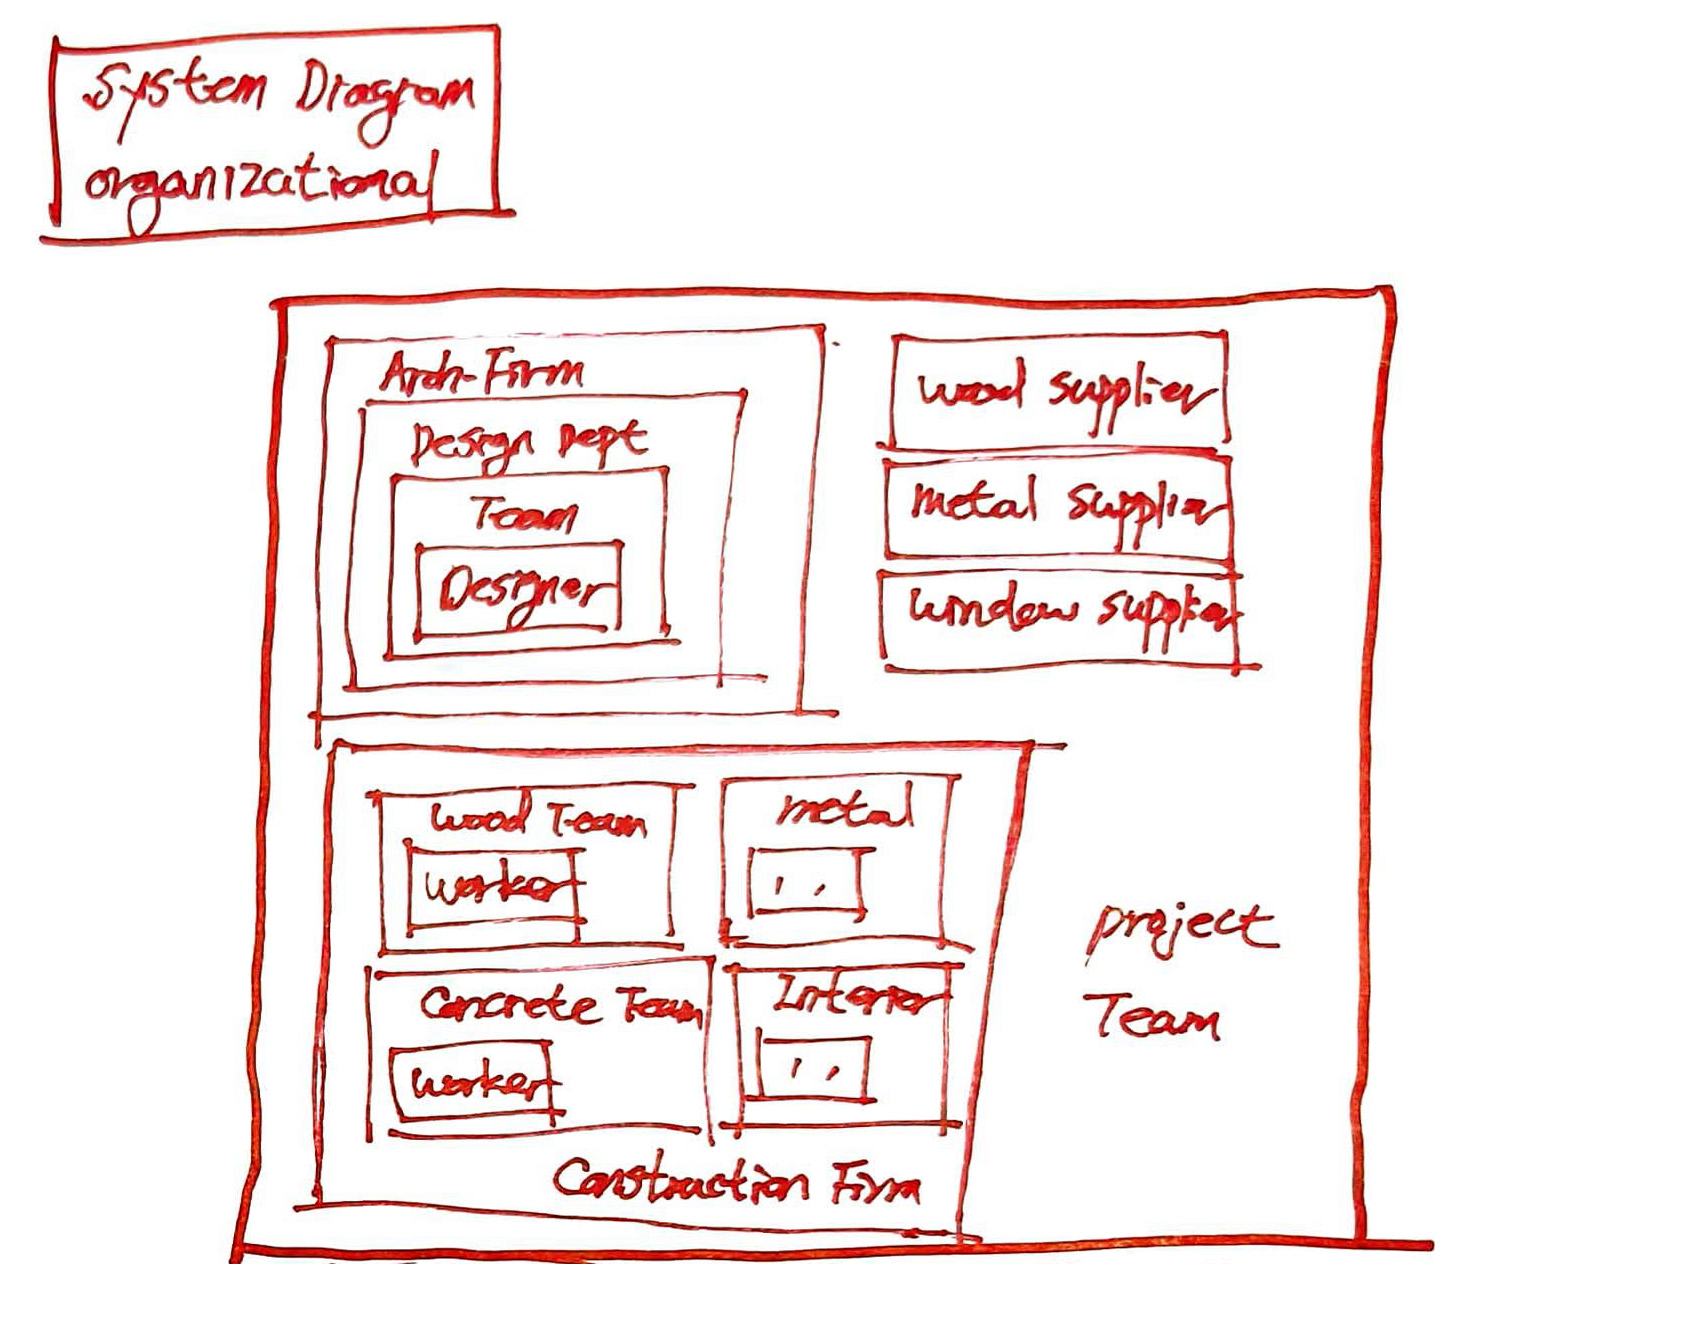 System Diagram
organizational
Arch-Firm
Design Dept
Team
Designer
wood supplier
metal supplier
window supplier
wood Team
worker
metal
,,
Concrete Team
worker
Interior
,,
Construction Firm
project
Team